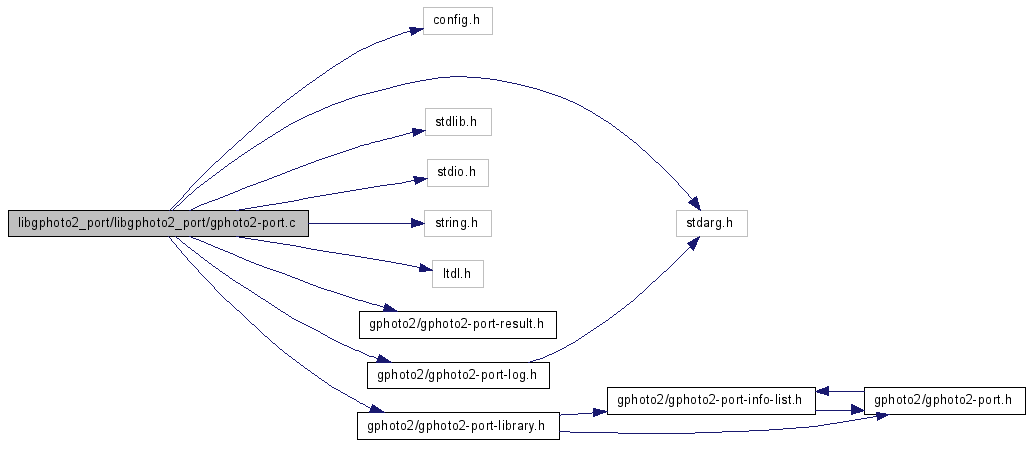 config.h
stdlib.h
stdio.h
libgphoto2_port/libgphoto2_port/gphoto2-port.c
string.h
stdarg.h
ltdl.h
gphoto2/gphoto2-port-result.h
gphoto2/gphoto2-port-log.h
gphoto2/gphoto2-port-info-list.h
gphoto2/gphoto2-port.h
gphoto2/gphoto2-port-library.h